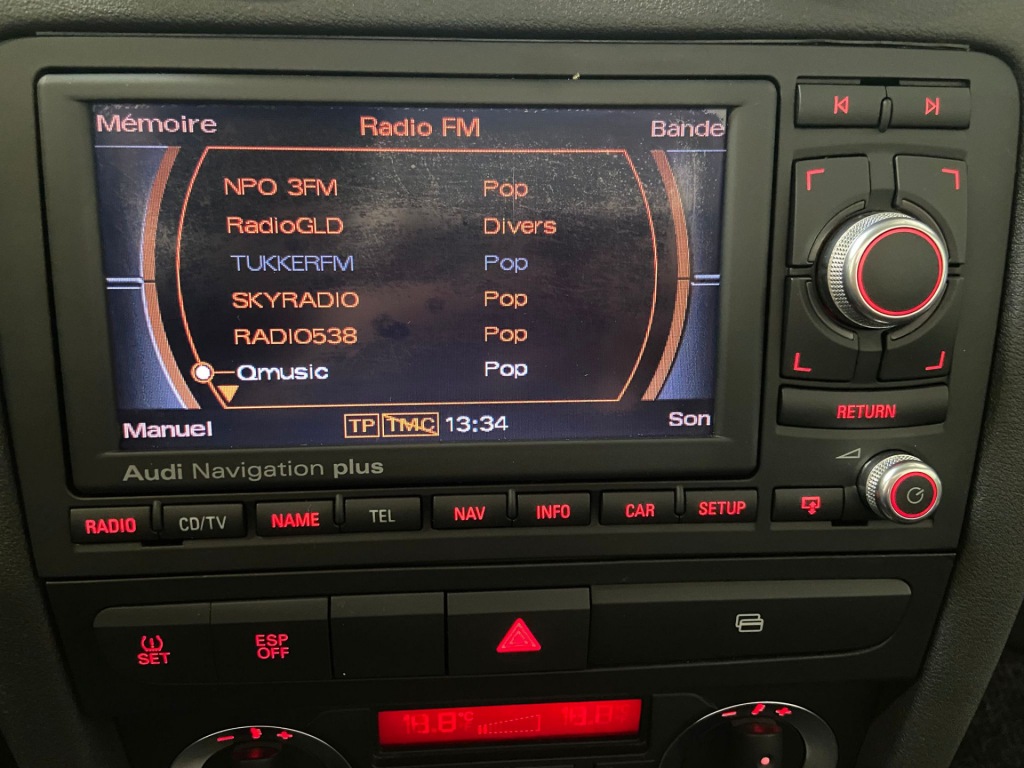 Mémoire Radio FM Bande
NPO 3FM Pop
RadioGLD Divers
TUKKERFM Pop
SKYRADIO Pop
RADIO538 Pop
Qmusic Pop
Manuel TP TMC 13:34 Son
Audi Navigation plus
RETURN
RADIO CD/TV NAME TEL NAV INFO CAR SETUP
SET
ESP
OFF